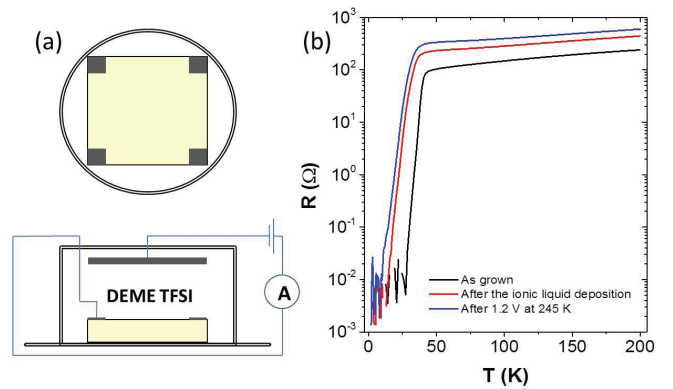 (a)
DEME TFSI
A
(b)
10³
10²
10¹
10⁰
10⁻¹
10⁻²
10⁻³
R (Ω)
As grown
After the ionic liquid deposition
After 1.2 V at 245 K
0 50 100 150 200
T (K)